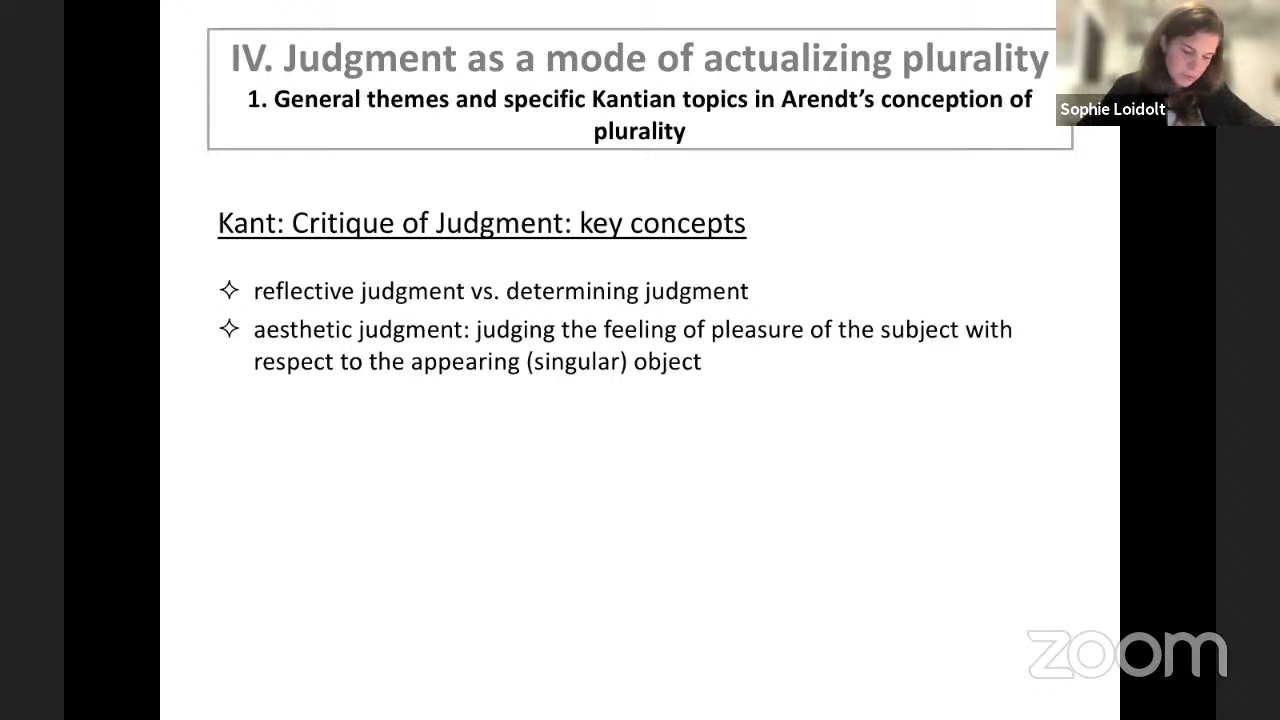 IV. Judgment as a mode of actualizing plurality
1. General themes and specific Kantian topics in Arendt's conception of
plurality
Sophie Loidolt
Kant: Critique of Judgment: key concepts
✧ reflective judgment vs. determining judgment
✧ aesthetic judgment: judging the feeling of pleasure of the subject with
respect to the appearing (singular) object
zoom